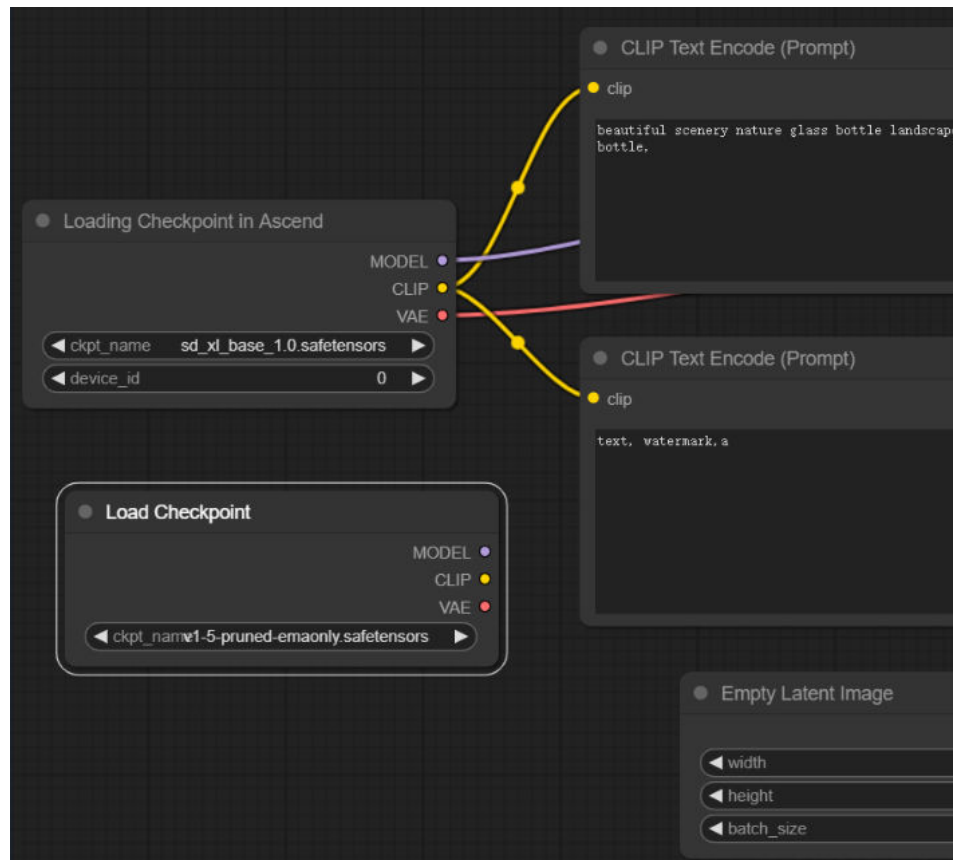 CLIP Text Encode (Prompt)
clip
beautiful scenery nature glass bottle landscape
bottle,
Loading Checkpoint in Ascend
MODEL
CLIP
VAE
ckpt_name sd_xl_base_1.0.safetensors
device_id 0
CLIP Text Encode (Prompt)
clip
text, watermark,a
Load Checkpoint
MODEL
CLIP
VAE
ckpt_name v1-5-pruned-emaonly.safetensors
Empty Latent Image
width
height
batch_size